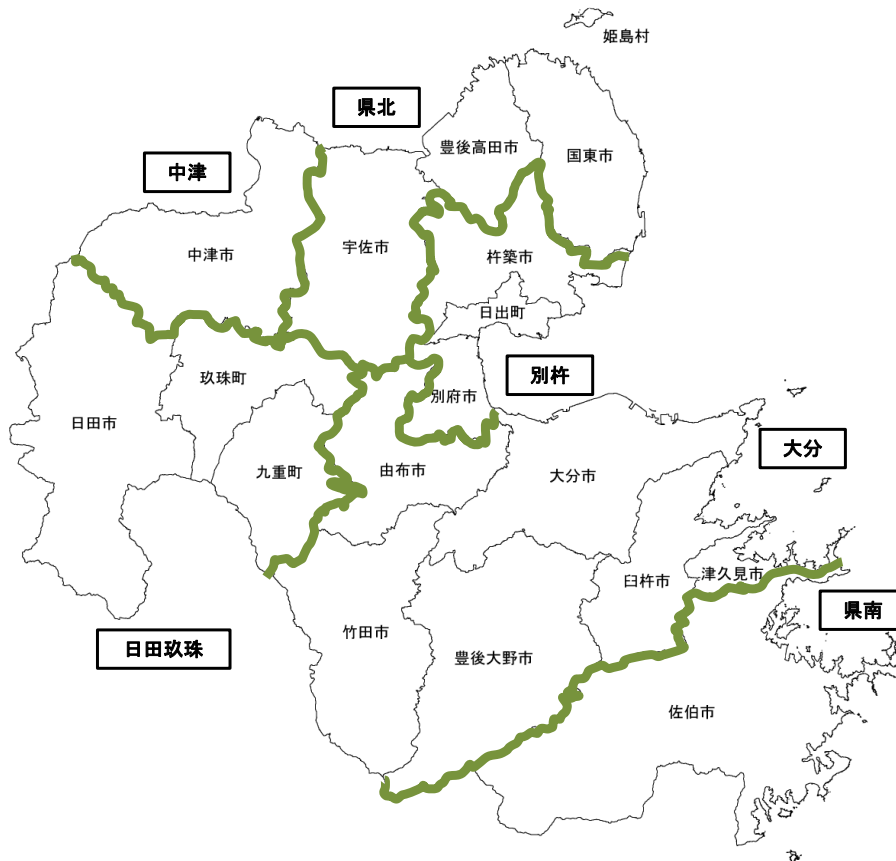 姫島村
県北
豊後高田市
国東市
中津
中津市
宇佐市
杵築市
日出町
玖珠町
別杵
別府市
日田市
九重町
由布市
大分市
大分
臼杵市
津久見市
県南
日田玖珠
竹田市
豊後大野市
佐伯市